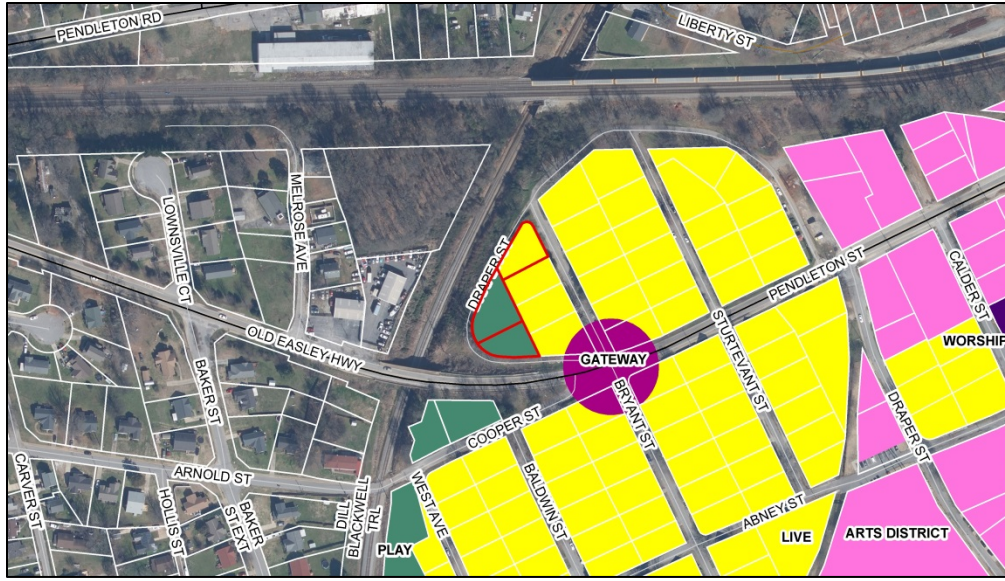 PENDLETON RD
LIBERTY ST
LOWNSVILLE CT
MELROSE AVE
DRAPER ST
PENDLETON ST
CALDER ST
OLD EASLEY HWY
GATEWAY
STURTEVANT ST
WORSHIP
BAKER ST
BRYANT ST
COOPER ST
DRAPER ST
ARNOLD ST
CARVER ST
HOLLIS ST
BAKER
ST EXT
DILL
BLACKWELL
TRL
WEST AVE
BALDWIN ST
ABNEY ST
PLAY
LIVE
ARTS DISTRICT